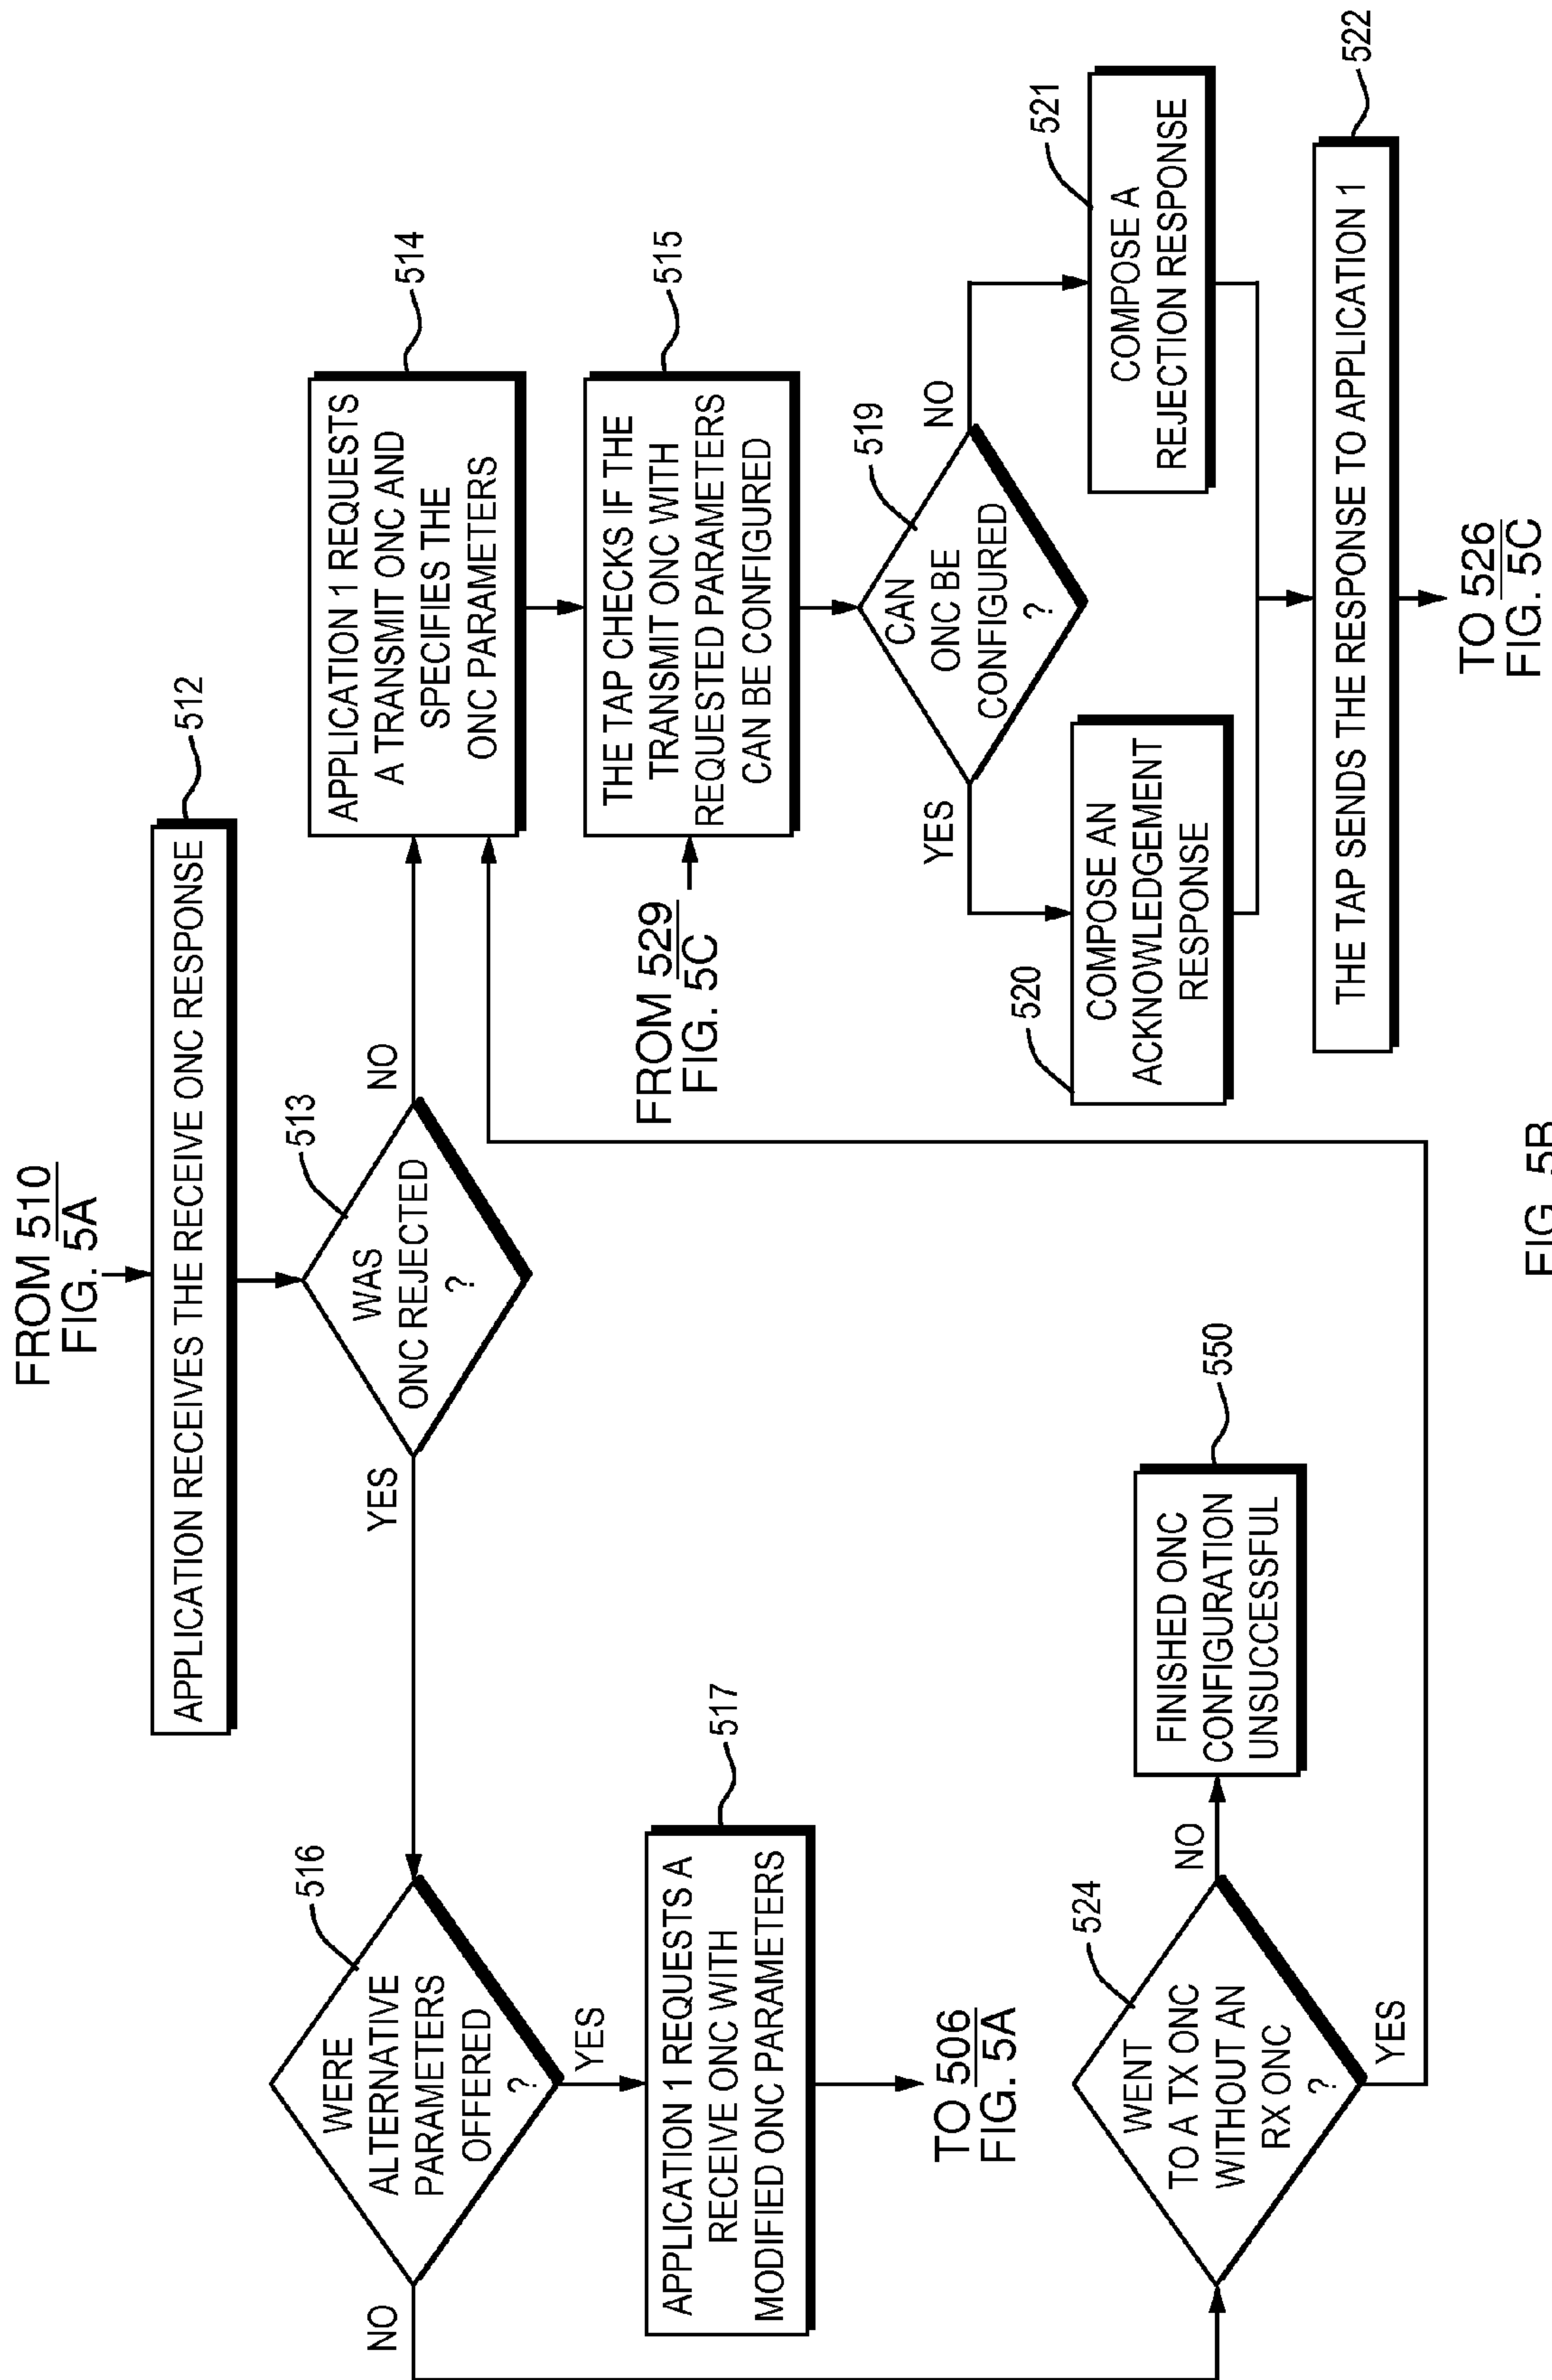 FROM 510
FIG. 5A
APPLICATION RECEIVES THE RECEIVE ONC RESPONSE
512
WAS
ONC REJECTED
?
513
YES
NO
WERE
ALTERNATIVE
PARAMETERS
OFFERED
?
516
NO
YES
APPLICATION 1 REQUESTS A
RECEIVE ONC WITH
MODIFIED ONC PARAMETERS
517
TO 506
FIG. 5A
WENT
TO A TX ONC
WITHOUT AN
RX ONC
?
524
NO
YES
FINISHED ONC
CONFIGURATION
UNSUCCESSFUL
550
APPLICATION 1 REQUESTS
A TRANSMIT ONC AND
SPECIFIES THE
ONC PARAMETERS
514
FROM 529
FIG. 5C
THE TAP CHECKS IF THE
TRANSMIT ONC WITH
REQUESTED PARAMETERS
CAN BE CONFIGURED
515
CAN
ONC BE
CONFIGURED
?
519
YES
NO
COMPOSE AN
ACKNOWLEDGEMENT
RESPONSE
520
COMPOSE A
REJECTION RESPONSE
521
THE TAP SENDS THE RESPONSE TO APPLICATION 1
522
TO 526
FIG. 5C
FIG. 5B